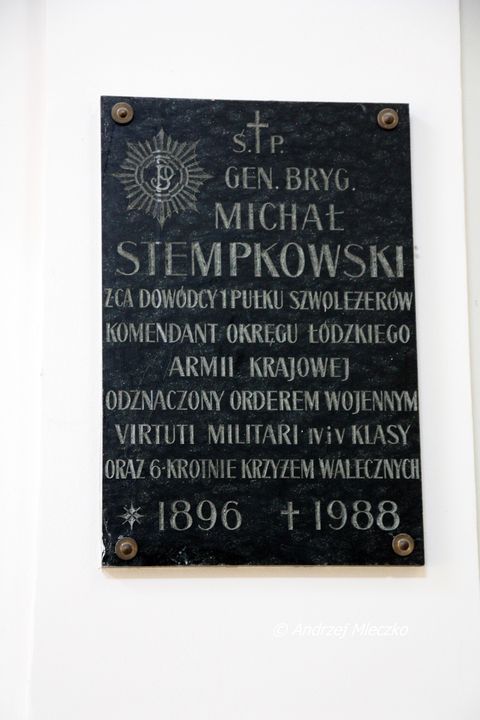 Ś. † P.
GEN. BRYG.
MICHAŁ
STEMPKOWSKI
ZCA DOWÓDCY 1 PUŁKU SZWOLEŻERÓW
KOMENDANT OKRĘGU ŁÓDZKIEGO
ARMII KRAJOWEJ
ODZNACZONY ORDEREM WOJENNYM
VIRTUTI MILITARI IV i V KLASY
ORAZ 6-KROTNIE KRZYŻEM WALECZNYCH
* 1896 † 1988
© Andrzej Mleczko